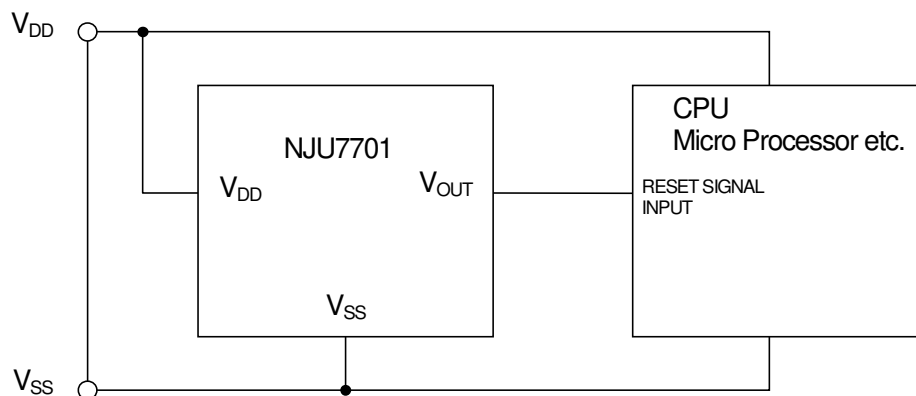 VDD
CPU
Micro Processor etc.
NJU7701
VDD
VOUT
RESET SIGNAL
INPUT
VSS
VSS